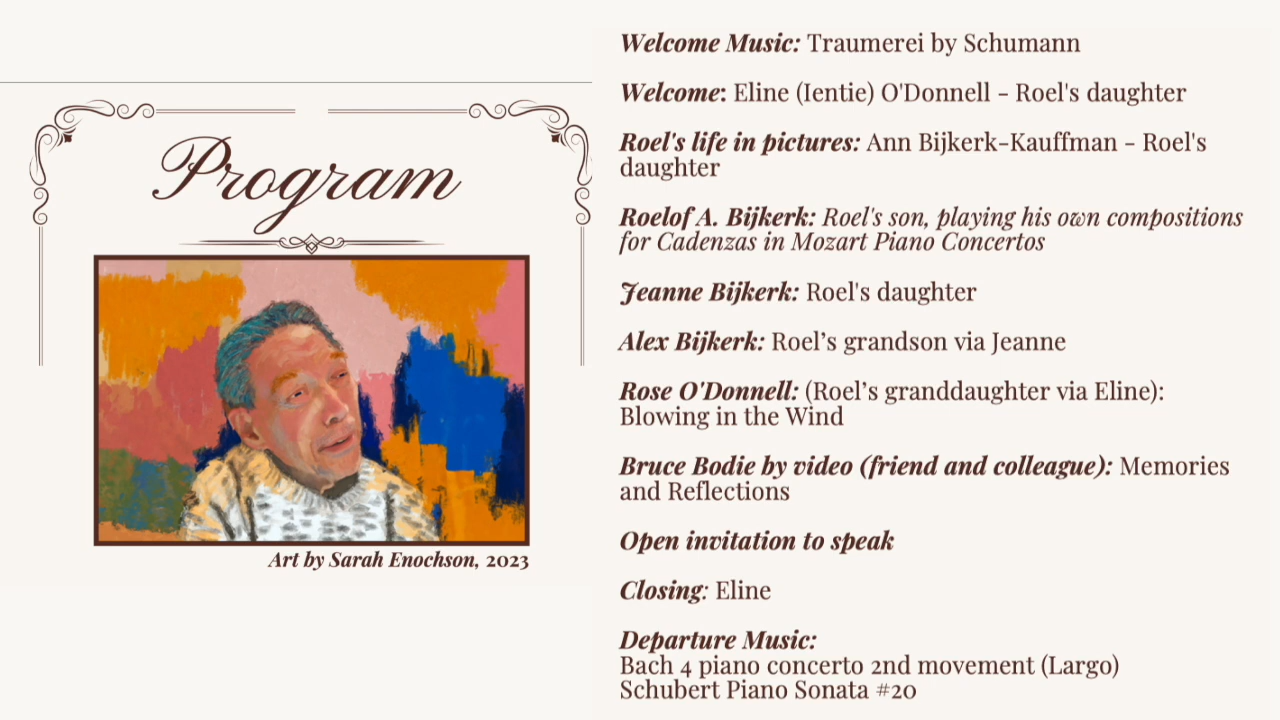 Program
Art by Sarah Enochson, 2023
Welcome Music: Traumerei by Schumann
Welcome: Eline (Ientie) O'Donnell - Roel's daughter
Roel's life in pictures: Ann Bijkerk-Kauffman - Roel's
daughter
Roelof A. Bijkerk: Roel's son, playing his own compositions
for Cadenzas in Mozart Piano Concertos
Jeanne Bijkerk: Roel's daughter
Alex Bijkerk: Roel’s grandson via Jeanne
Rose O'Donnell: (Roel’s granddaughter via Eline):
Blowing in the Wind
Bruce Bodie by video (friend and colleague): Memories
and Reflections
Open invitation to speak
Closing: Eline
Departure Music:
Bach 4 piano concerto 2nd movement (Largo)
Schubert Piano Sonata #20